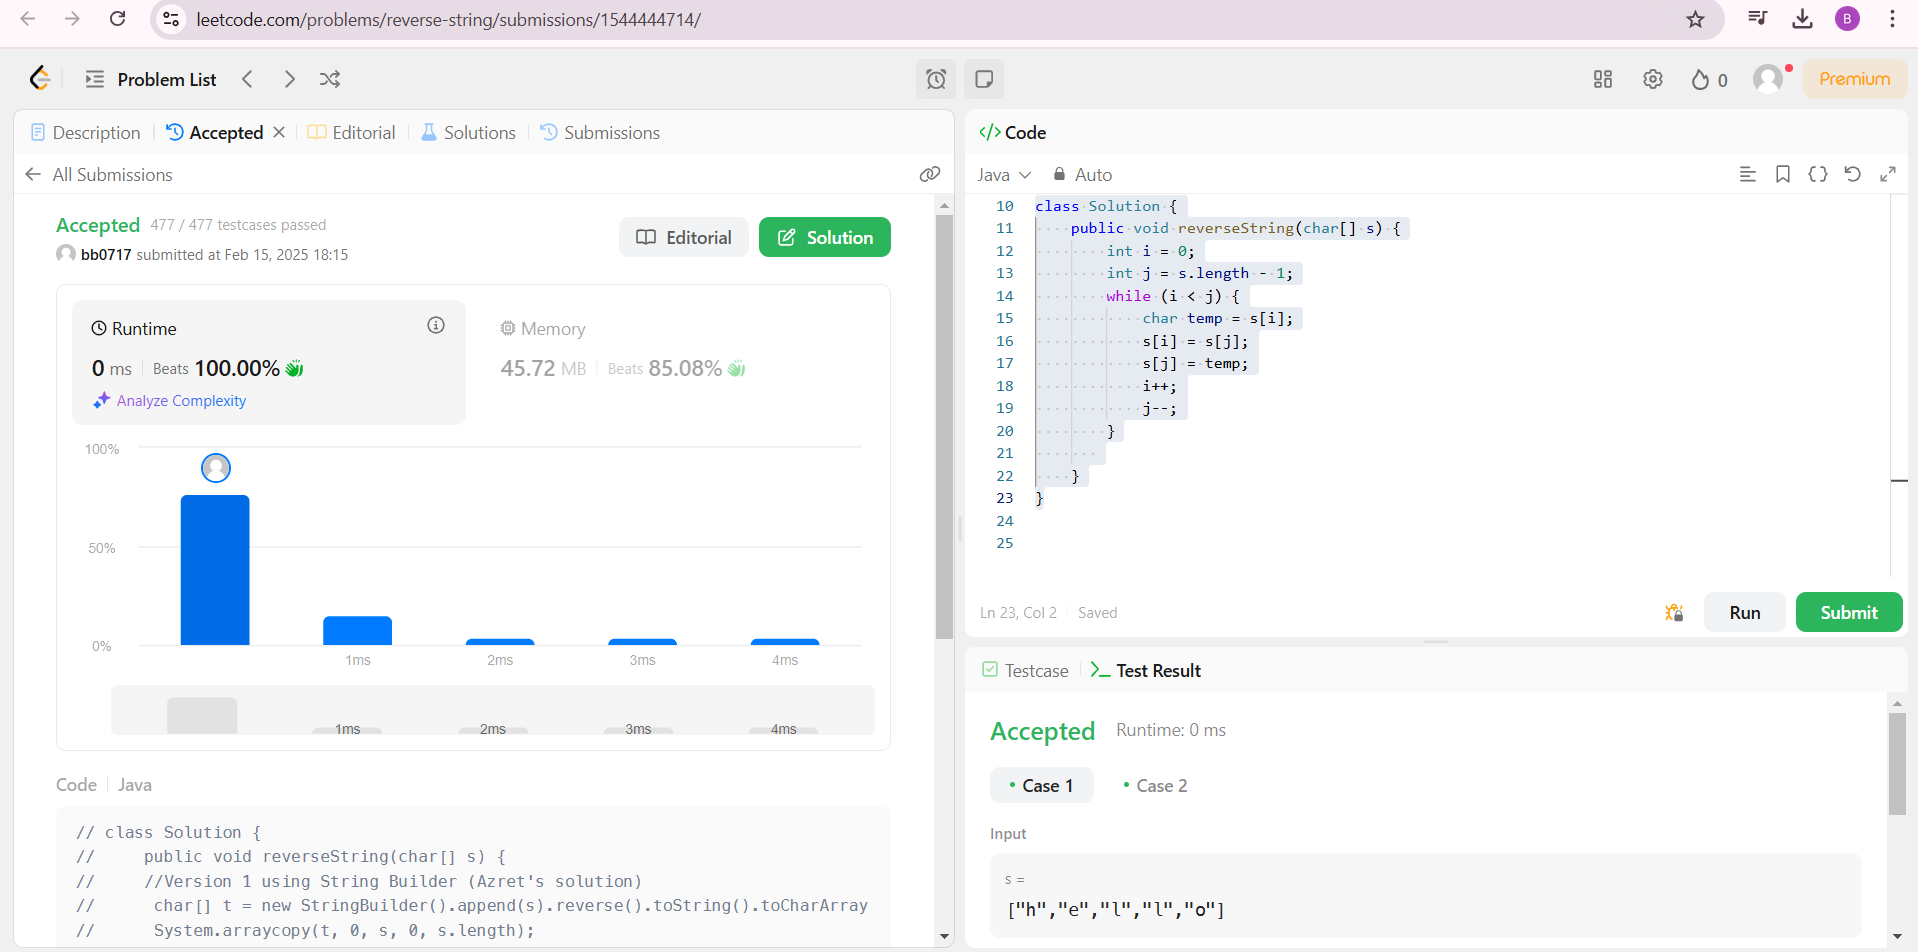 leetcode.com/problems/reverse-string/submissions/1544444714/
B
Problem List
0
Premium
Description
Accepted
Editorial
Solutions
Submissions
All Submissions
Accepted 477 / 477 testcases passed
bb0717 submitted at Feb 15, 2025 18:15
Editorial
Solution
Runtime
0 ms Beats 100.00%
Analyze Complexity
Memory
45.72 MB Beats 85.08%
100%
50%
0%
1ms 2ms 3ms 4ms
1ms 2ms 3ms 4ms
Code Java
// class Solution {
//     public void reverseString(char[] s) {
//     //Version 1 using String Builder (Azret's solution)
//      char[] t = new StringBuilder().append(s).reverse().toString().toCharArray
//      System.arraycopy(t, 0, s, 0, s.length);
</> Code
Java Auto
10 class Solution {
11     public void reverseString(char[] s) {
12         int i = 0;
13         int j = s.length - 1;
14         while (i < j) {
15             char temp = s[i];
16             s[i] = s[j];
17             s[j] = temp;
18             i++;
19             j--;
20         }
21
22     }
23 }
24
25
Ln 23, Col 2 Saved
Run
Submit
Testcase
>_ Test Result
Accepted Runtime: 0 ms
• Case 1
• Case 2
Input
s =
["h","e","l","l","o"]